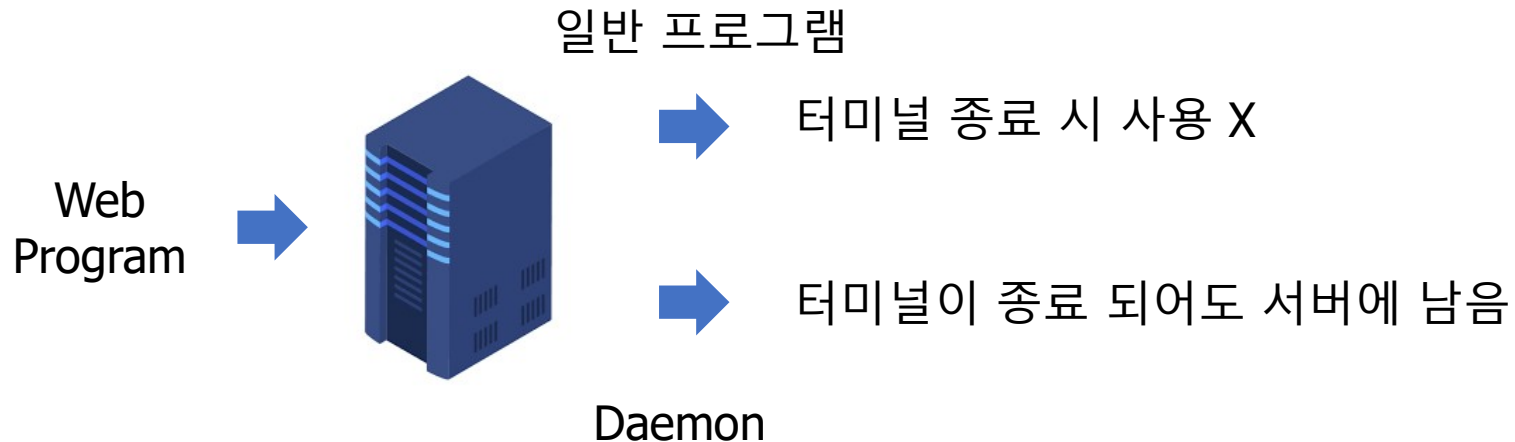 일반 프로그램
터미널 종료 시 사용 X
Web
Program
터미널이 종료 되어도 서버에 남음
Daemon